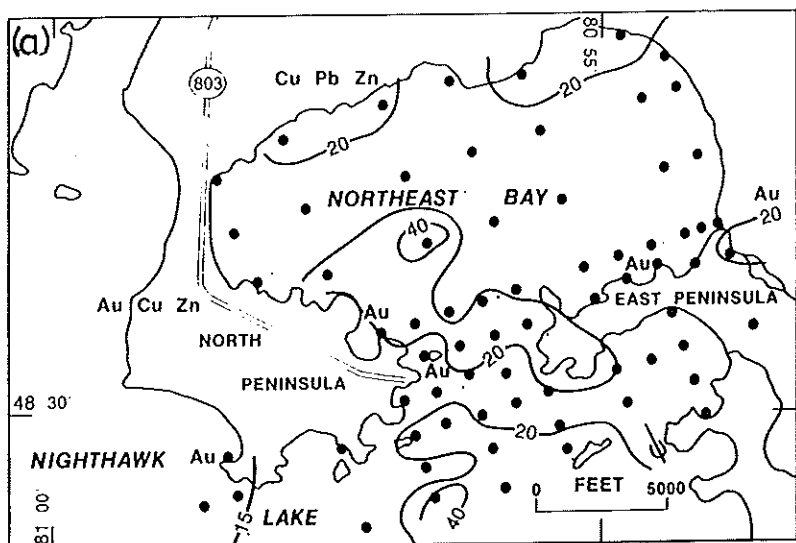 (a)
80
55'
803
Cu Pb Zn
20
20
NORTHEAST BAY
Au
20
40
Au
EAST PENINSULA
Au Cu Zn
Au
NORTH
PENINSULA
20
Au
48 30
20
NIGHTHAWK
Au
FEET
0 5000
LAKE
15
40
81 00